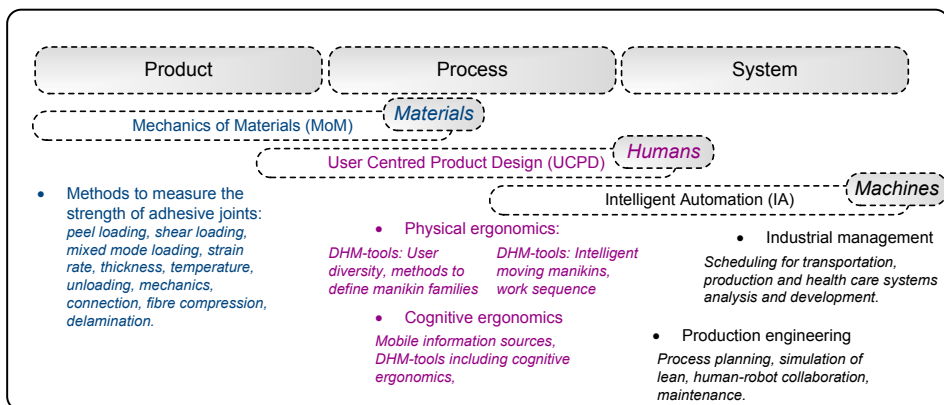 Product
Process
System
Materials
Mechanics of Materials (MoM)
Humans
User Centred Product Design (UCPD)
Machines
Intelligent Automation (IA)
• Methods to measure the
strength of adhesive joints:
peel loading, shear loading,
mixed mode loading, strain
rate, thickness, temperature,
unloading, mechanics,
connection, fibre compression,
delamination.
• Physical ergonomics:
DHM-tools: User
diversity, methods to
define manikin families
DHM-tools: Intelligent
moving manikins,
work sequence
• Cognitive ergonomics
Mobile information sources,
DHM-tools including cognitive
ergonomics,
• Industrial management
Scheduling for transportation,
production and health care systems
analysis and development.
• Production engineering
Process planning, simulation of
lean, human-robot collaboration,
maintenance.